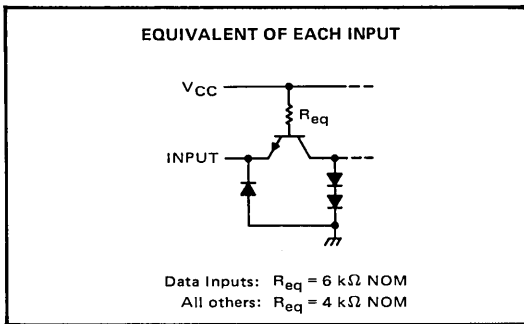 EQUIVALENT OF EACH INPUT
VCC
Req
INPUT
Data Inputs: Req = 6 kΩ NOM
All others: Req = 4 kΩ NOM